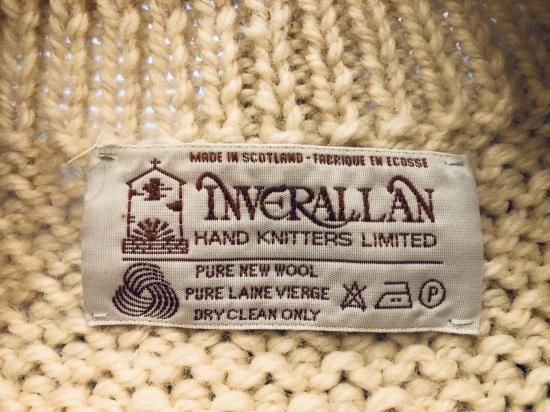 MADE IN SCOTLAND - FABRIQUE EN ECOSSE
INVERALLAN
HAND KNITTERS LIMITED
PURE NEW WOOL
PURE LAINE VIERGE
DRY CLEAN ONLY
P